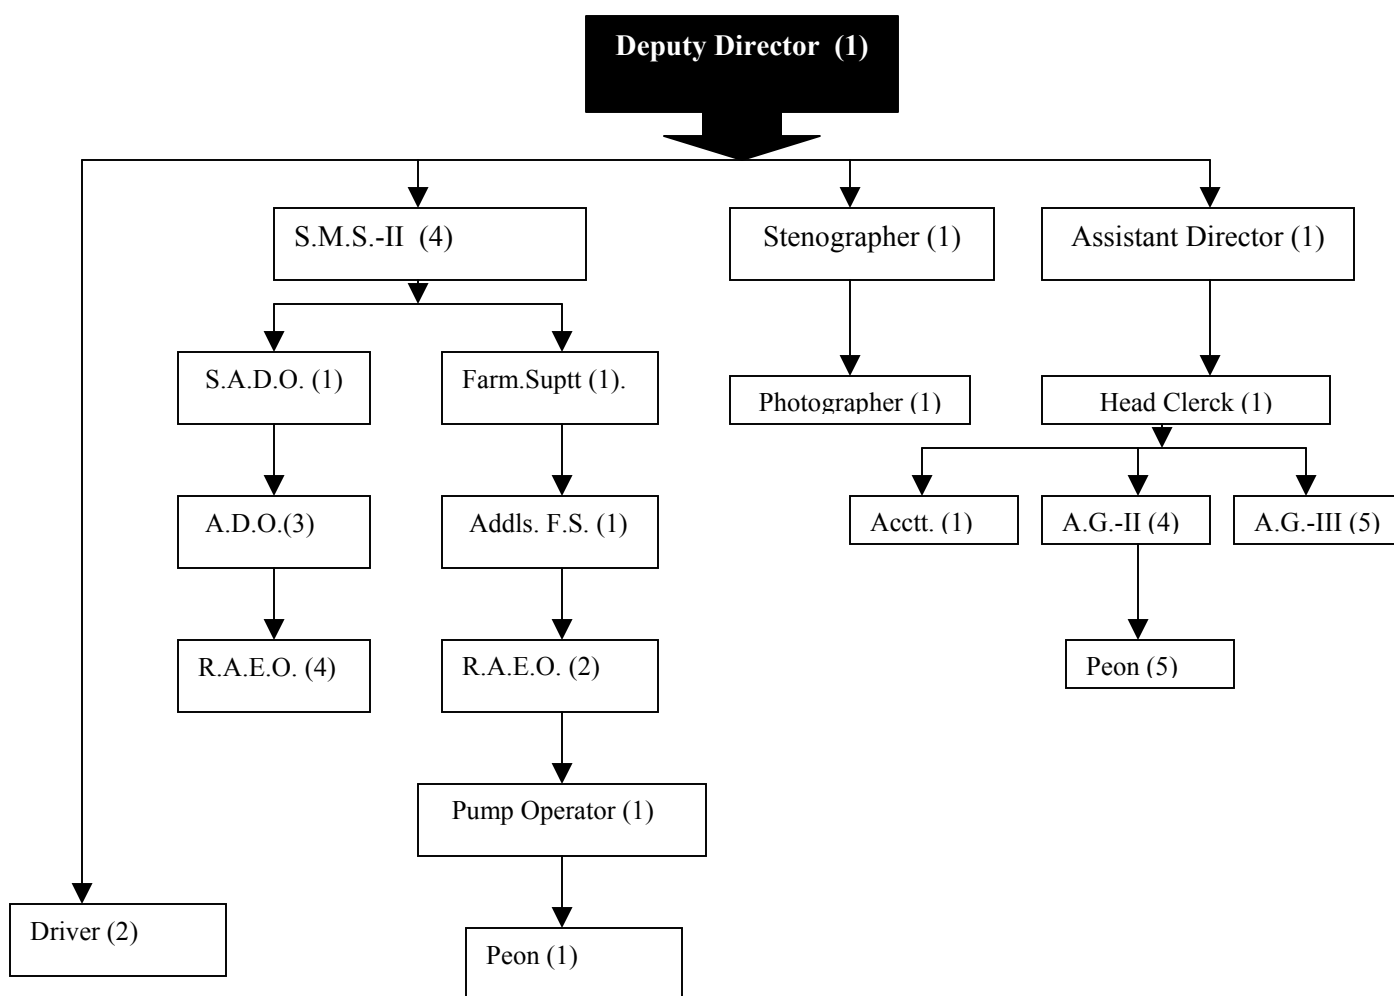 Deputy Director (1)
S.M.S.-II (4)
Stenographer (1)
Assistant Director (1)
S.A.D.O. (1)
Farm.Suptt (1).
Photographer (1)
Head Clerck (1)
A.D.O.(3)
Addls. F.S. (1)
Acctt. (1)
A.G.-II (4)
A.G.-III (5)
R.A.E.O. (4)
R.A.E.O. (2)
Peon (5)
Pump Operator (1)
Driver (2)
Peon (1)